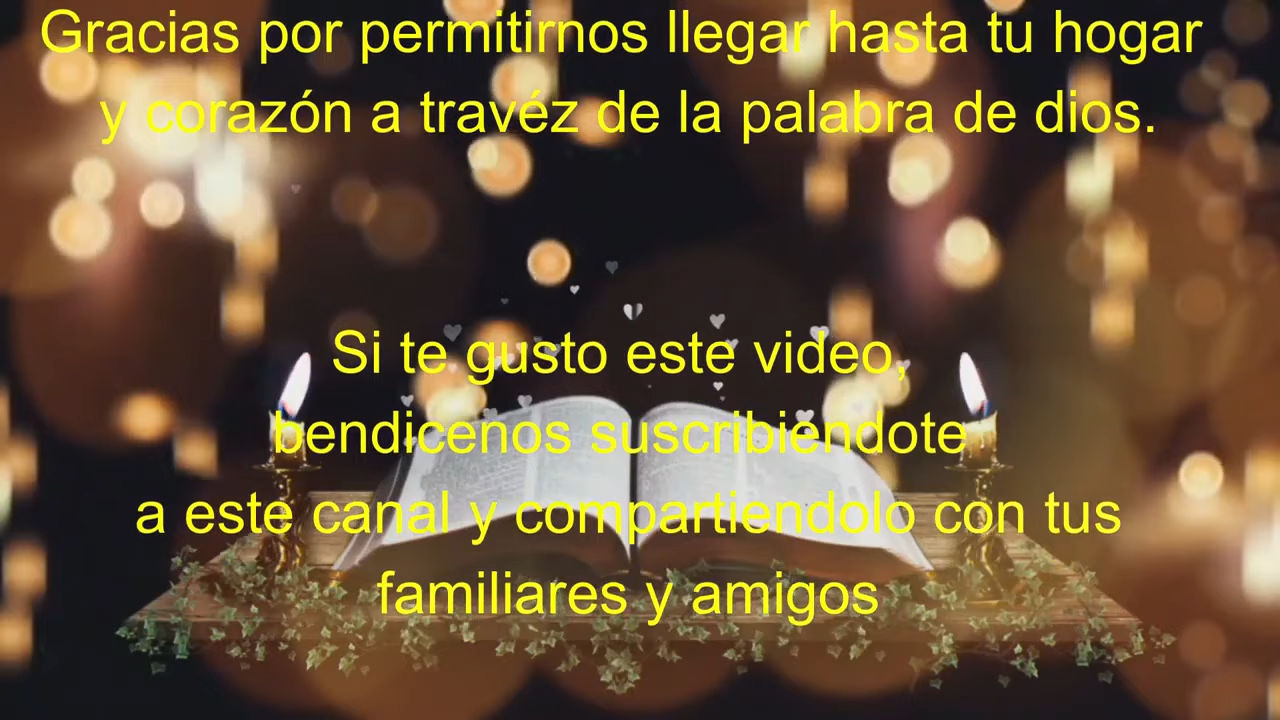 Gracias por permitirnos llegar hasta tu hogar
y corazón a travéz de la palabra de dios.
Si te gusto este video,
bendicenos suscribiéndote
a este canal y compartiendolo con tus
familiares y amigos